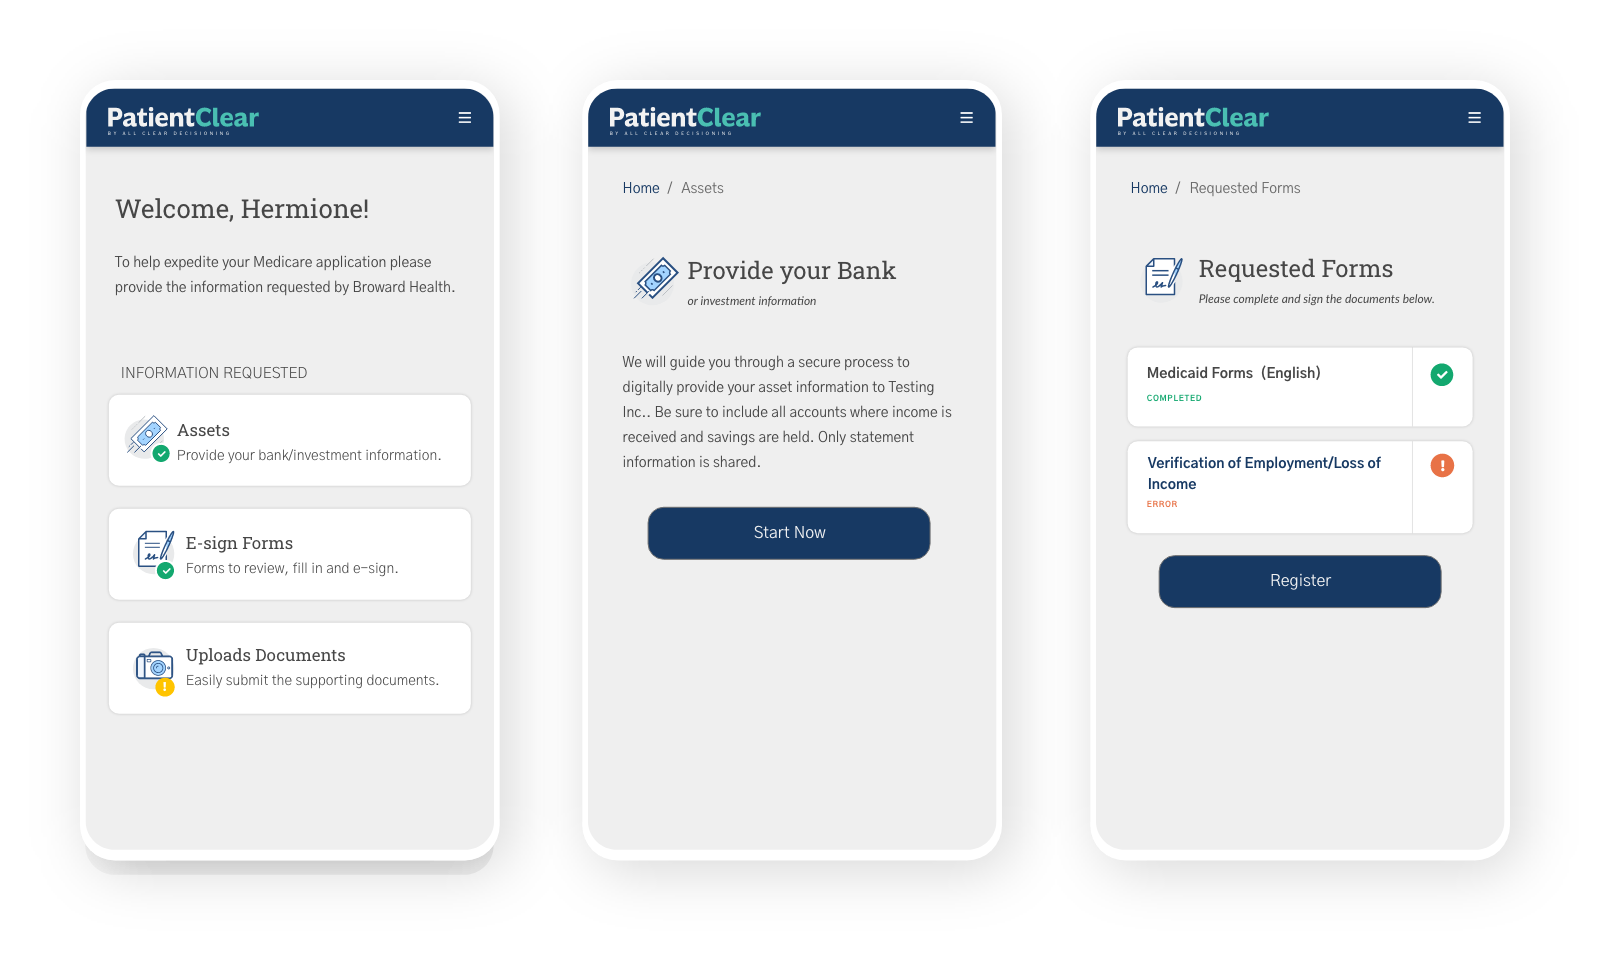 PatientClear
BY ALL CLEAR DECISIONING
Welcome, Hermione!
To help expedite your Medicare application please
provide the information requested by Broward Health.
INFORMATION REQUESTED
Assets
Provide your bank/investment information.
E-sign Forms
Forms to review, fill in and e-sign.
Uploads Documents
Easily submit the supporting documents.
PatientClear
BY ALL CLEAR DECISIONING
Home / Assets
Provide your Bank
or investment information
We will guide you through a secure process to
digitally provide your asset information to Testing
Inc.. Be sure to include all accounts where income is
received and savings are held. Only statement
information is shared.
Start Now
PatientClear
BY ALL CLEAR DECISIONING
Home / Requested Forms
Requested Forms
Please complete and sign the documents below.
Medicaid Forms (English)
COMPLETED
Verification of Employment/Loss of
Income
ERROR
Register